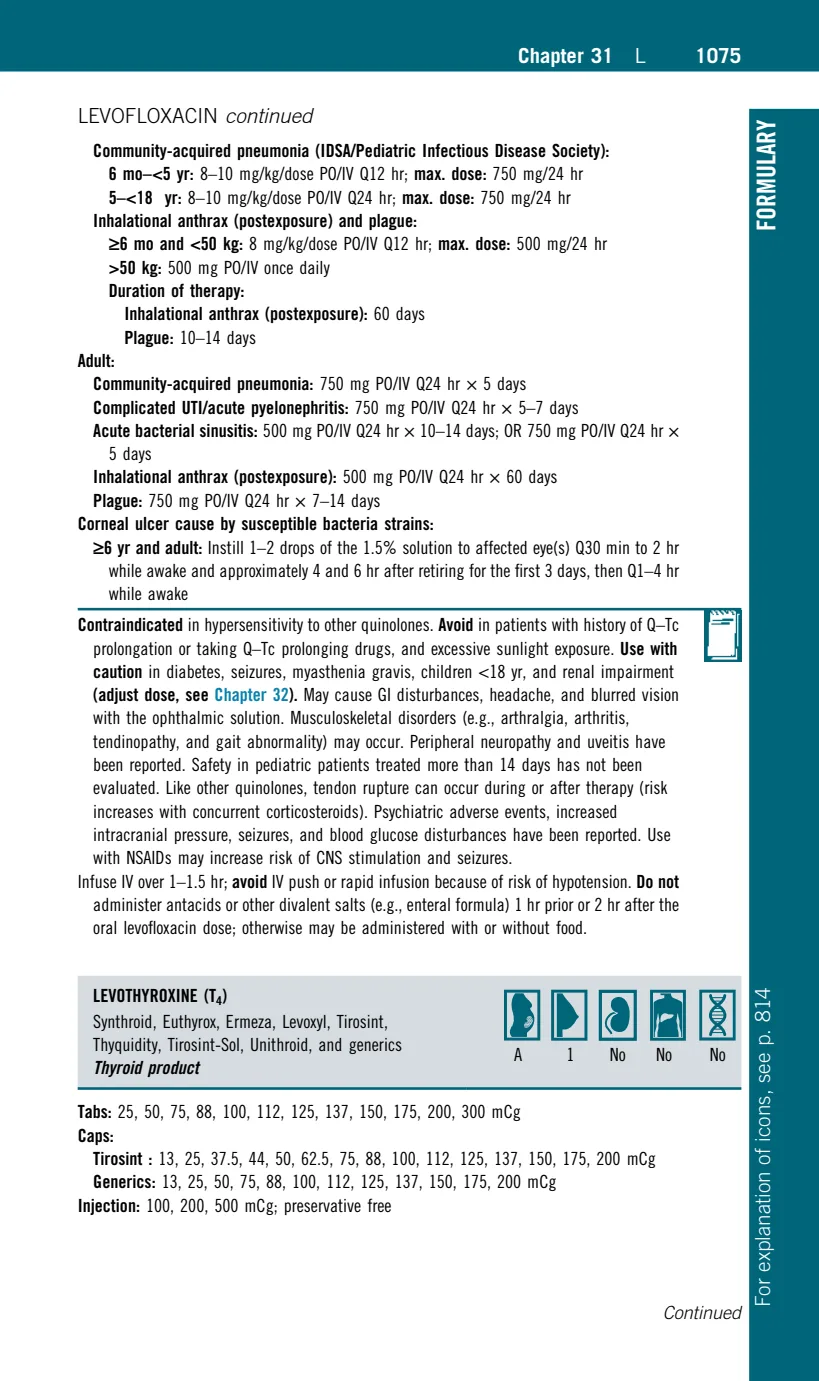 Chapter 31 L 1075
LEVOFLOXACIN continued
Community-acquired pneumonia (IDSA/Pediatric Infectious Disease Society):
6 mo–<5 yr: 8–10 mg/kg/dose PO/IV Q12 hr; max. dose: 750 mg/24 hr
5–<18 yr: 8–10 mg/kg/dose PO/IV Q24 hr; max. dose: 750 mg/24 hr
Inhalational anthrax (postexposure) and plague:
≥6 mo and <50 kg: 8 mg/kg/dose PO/IV Q12 hr; max. dose: 500 mg/24 hr
>50 kg: 500 mg PO/IV once daily
Duration of therapy:
Inhalational anthrax (postexposure): 60 days
Plague: 10–14 days
Adult:
Community-acquired pneumonia: 750 mg PO/IV Q24 hr × 5 days
Complicated UTI/acute pyelonephritis: 750 mg PO/IV Q24 hr × 5–7 days
Acute bacterial sinusitis: 500 mg PO/IV Q24 hr × 10–14 days; OR 750 mg PO/IV Q24 hr ×
5 days
Inhalational anthrax (postexposure): 500 mg PO/IV Q24 hr × 60 days
Plague: 750 mg PO/IV Q24 hr × 7–14 days
Corneal ulcer cause by susceptible bacteria strains:
≥6 yr and adult: Instill 1–2 drops of the 1.5% solution to affected eye(s) Q30 min to 2 hr
while awake and approximately 4 and 6 hr after retiring for the first 3 days, then Q1–4 hr
while awake
Contraindicated in hypersensitivity to other quinolones. Avoid in patients with history of Q–Tc
prolongation or taking Q–Tc prolonging drugs, and excessive sunlight exposure. Use with
caution in diabetes, seizures, myasthenia gravis, children <18 yr, and renal impairment
(adjust dose, see Chapter 32). May cause GI disturbances, headache, and blurred vision
with the ophthalmic solution. Musculoskeletal disorders (e.g., arthralgia, arthritis,
tendinopathy, and gait abnormality) may occur. Peripheral neuropathy and uveitis have
been reported. Safety in pediatric patients treated more than 14 days has not been
evaluated. Like other quinolones, tendon rupture can occur during or after therapy (risk
increases with concurrent corticosteroids). Psychiatric adverse events, increased
intracranial pressure, seizures, and blood glucose disturbances have been reported. Use
with NSAIDs may increase risk of CNS stimulation and seizures.
Infuse IV over 1–1.5 hr; avoid IV push or rapid infusion because of risk of hypotension. Do not
administer antacids or other divalent salts (e.g., enteral formula) 1 hr prior or 2 hr after the
oral levofloxacin dose; otherwise may be administered with or without food.
LEVOTHYROXINE (T4)
Synthroid, Euthyrox, Ermeza, Levoxyl, Tirosint,
Thyquidity, Tirosint-Sol, Unithroid, and generics
Thyroid product
A 1 No No No
Tabs: 25, 50, 75, 88, 100, 112, 125, 137, 150, 175, 200, 300 mCg
Caps:
Tirosint : 13, 25, 37.5, 44, 50, 62.5, 75, 88, 100, 112, 125, 137, 150, 175, 200 mCg
Generics: 13, 25, 50, 75, 88, 100, 112, 125, 137, 150, 175, 200 mCg
Injection: 100, 200, 500 mCg; preservative free
Continued
FORMULARY
For explanation of icons, see p. 814